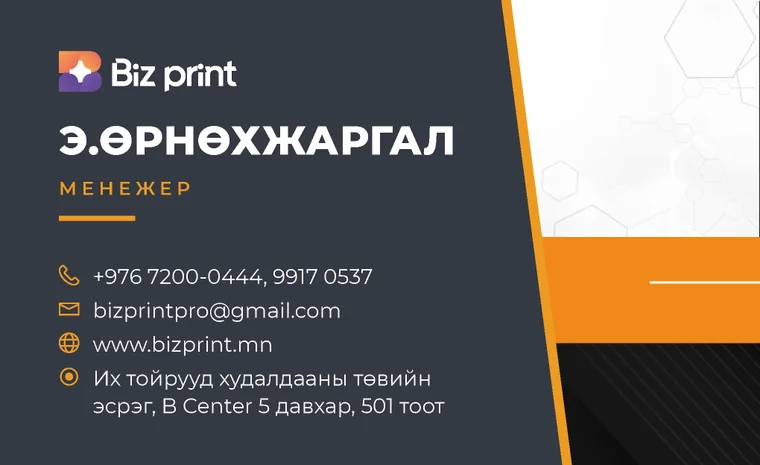 Biz print
Э.ӨРНӨХЖАРГАЛ
МЕНЕЖЕР
+976 7200-0444, 9917 0537
bizprintpro@gmail.com
www.bizprint.mn
Их тойрууд худалдааны төвийн
эсрэг, B Center 5 давхар, 501 тоот